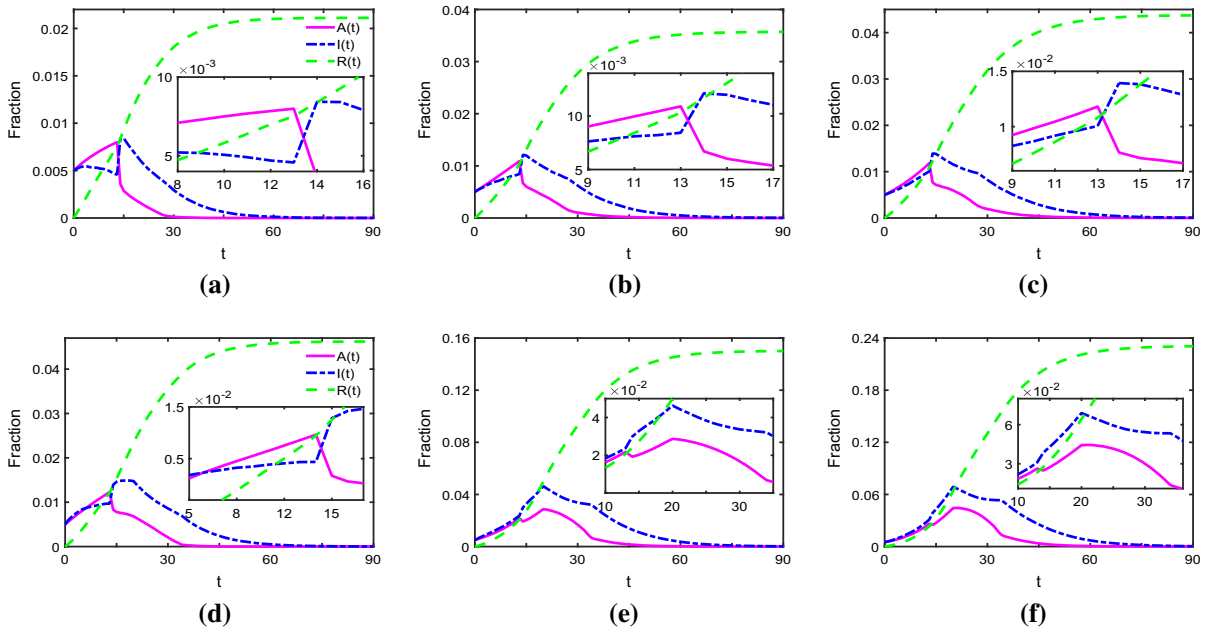 0.02
0.015
0.01
0.005
0
Fraction
A(t)
I(t)
R(t)
×10⁻³
10
5
8 10 12 14 16
0 30 60 90
t
(a)
0.04
0.03
0.02
0.01
0
Fraction
×10⁻³
10
5
9 11 13 15 17
0 30 60 90
t
(b)
0.04
0.03
0.02
0.01
0
Fraction
1.5 ×10⁻²
1
9 11 13 15 17
0 30 60 90
t
(c)
0.04
0.03
0.02
0.01
0
Fraction
A(t)
I(t)
R(t)
1.5 ×10⁻²
0.5
5 8 12 15
0 30 60 90
t
(d)
0.16
0.12
0.08
0.04
0
Fraction
×10⁻²
4
2
10 20 30
0 30 60 90
t
(e)
0.24
0.18
0.12
0.06
0
Fraction
×10⁻²
6
3
10 20 30
0 30 60 90
t
(f)